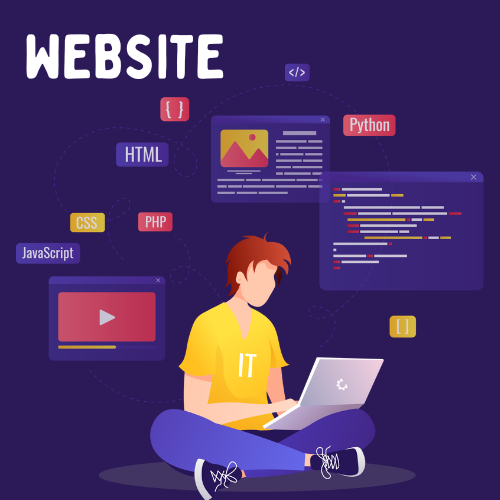 WEBSITE
</>
{ }
Python
HTML
CSS
PHP
JavaScript
[ ]
IT